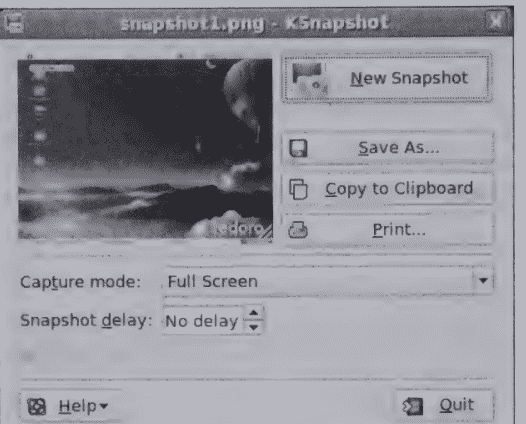 snapshot1.png - KSnapshot
New Snapshot
Save As...
Copy to Clipboard
Print...
fedora
Capture mode: Full Screen
Snapshot delay: No delay
Help
Quit